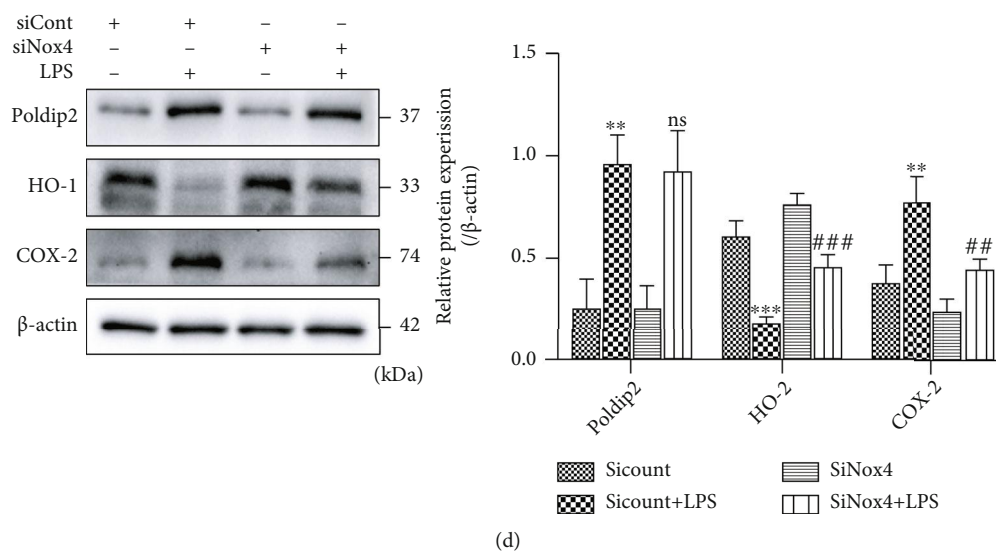 siCont + + – –
siNox4 – – + +
LPS – + – +
Poldip2 37
HO-1 33
COX-2 74
β-actin 42
(kDa)
Relative protein experission
(/β-actin)
1.5
1.0
0.5
0.0
** ns
*** ###
** ##
Poldip2
HO-2
COX-2
Sicount SiNox4
Sicount+LPS SiNox4+LPS
(d)